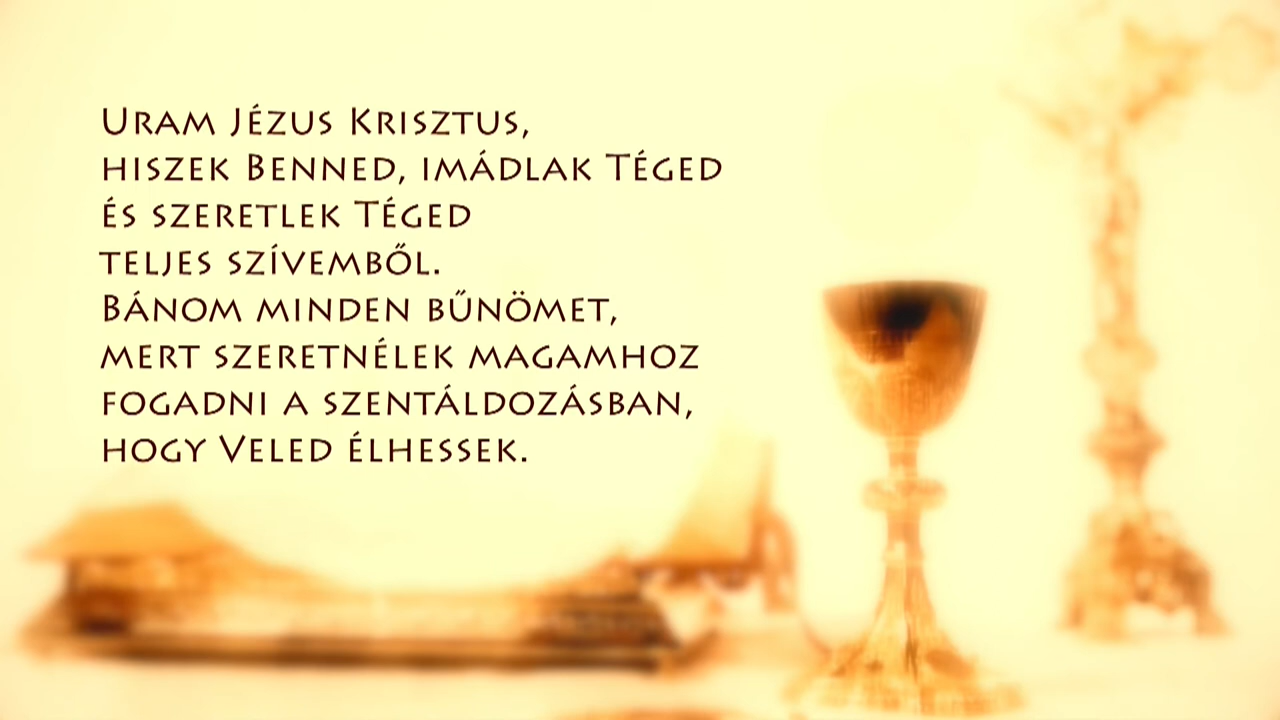 Uram Jézus Krisztus,
hiszek Benned, imádlak Téged
és szeretlek Téged
teljes szívemből.
Bánom minden bűnömet,
mert szeretnélek magamhoz
fogadni a szentáldozásban,
hogy Veled élhessek.